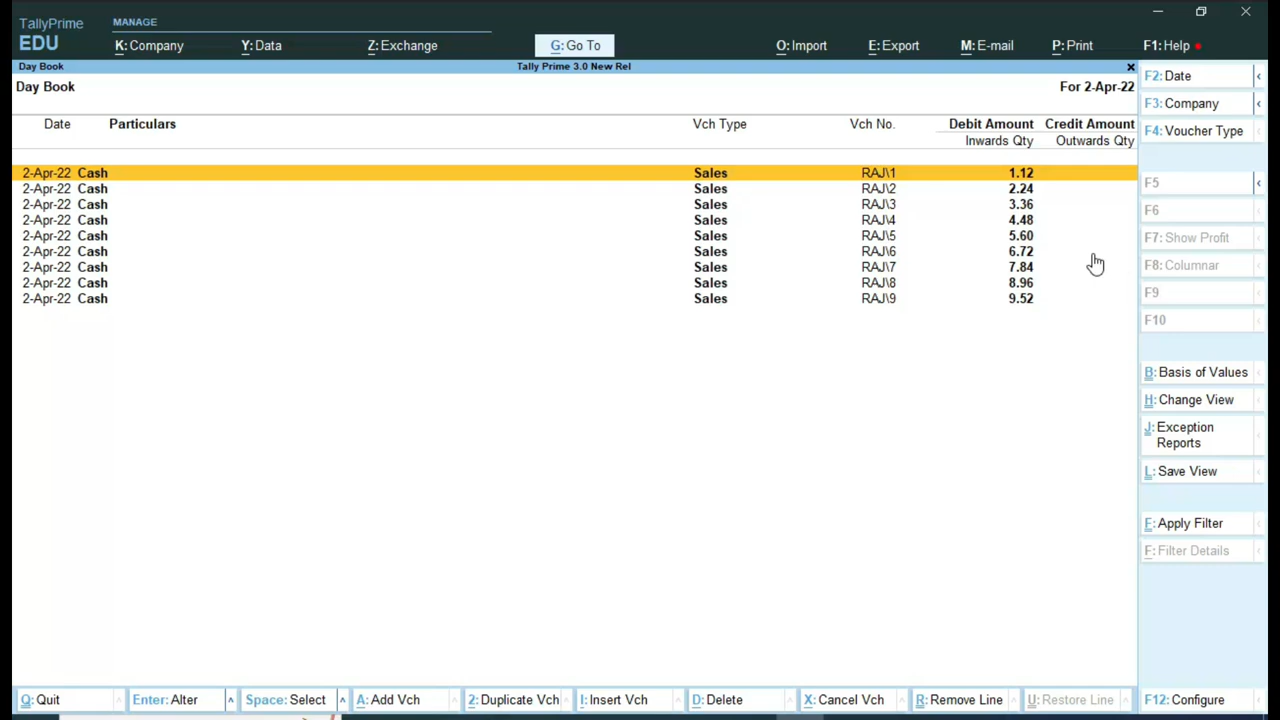 TallyPrime MANAGE
EDU K: Company Y: Data Z: Exchange G: Go To O: Import E: Export M: E-mail P: Print F1: Help
Day Book Tally Prime 3.0 New Rel
Day Book For 2-Apr-22
Date Particulars Vch Type Vch No. Debit Amount Credit Amount
Inwards Qty Outwards Qty
2-Apr-22 Cash Sales RAJ\1 1.12
2-Apr-22 Cash Sales RAJ\2 2.24
2-Apr-22 Cash Sales RAJ\3 3.36
2-Apr-22 Cash Sales RAJ\4 4.48
2-Apr-22 Cash Sales RAJ\5 5.60
2-Apr-22 Cash Sales RAJ\6 6.72
2-Apr-22 Cash Sales RAJ\7 7.84
2-Apr-22 Cash Sales RAJ\8 8.96
2-Apr-22 Cash Sales RAJ\9 9.52
F2: Date
F3: Company
F4: Voucher Type
F5
F6
F7: Show Profit
F8: Columnar
F9
F10
B: Basis of Values
H: Change View
J: Exception
Reports
L: Save View
F: Apply Filter
F: Filter Details
Q: Quit Enter: Alter Space: Select A: Add Vch 2: Duplicate Vch I: Insert Vch D: Delete X: Cancel Vch R: Remove Line U: Restore Line F12: Configure